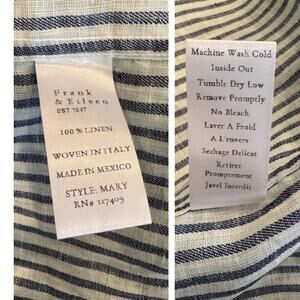 Frank
& Eileen
EST 1947
100% LINEN
WOVEN IN ITALY
MADE IN MEXICO
STYLE: MARY
RN# 117409
Machine Wash Cold
Inside Out
Tumble Dry Low
Remove Promptly
No Bleach
Laver A Froid
A L'envers
Sechage Delicat
Retirer
Promptement
Javel Interdit